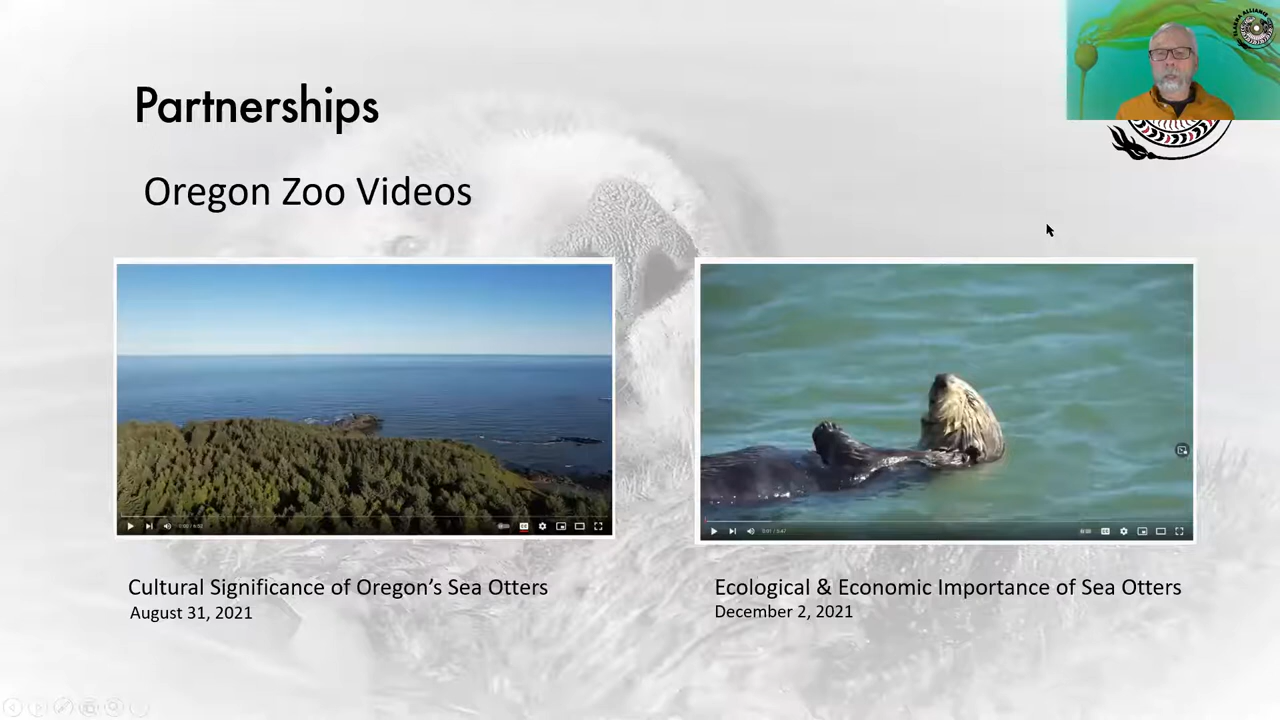 Partnerships
Oregon Zoo Videos
Cultural Significance of Oregon's Sea Otters
August 31, 2021
Ecological & Economic Importance of Sea Otters
December 2, 2021